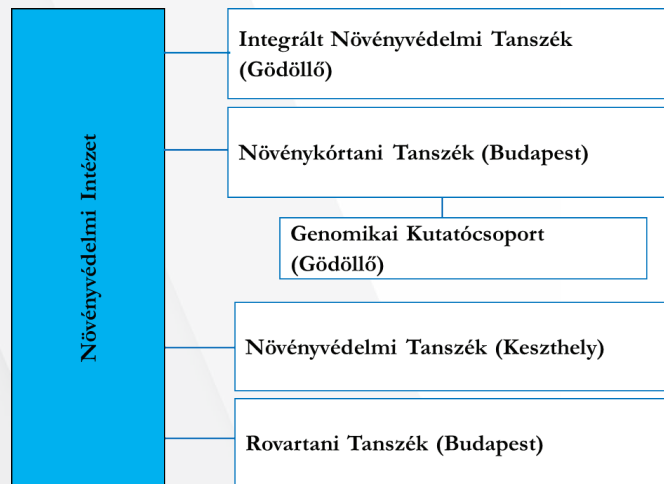 Növényvédelmi Intézet
Integrált Növényvédelmi Tanszék
(Gödöllő)
Növénykórtani Tanszék (Budapest)
Genomikai Kutatócsoport
(Gödöllő)
Növényvédelmi Tanszék (Keszthely)
Rovartani Tanszék (Budapest)